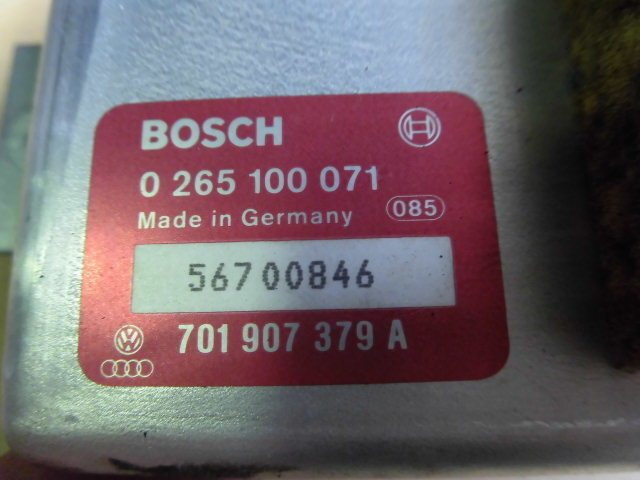 BOSCH
0 265 100 071
Made in Germany 085
56700846
701 907 379 A